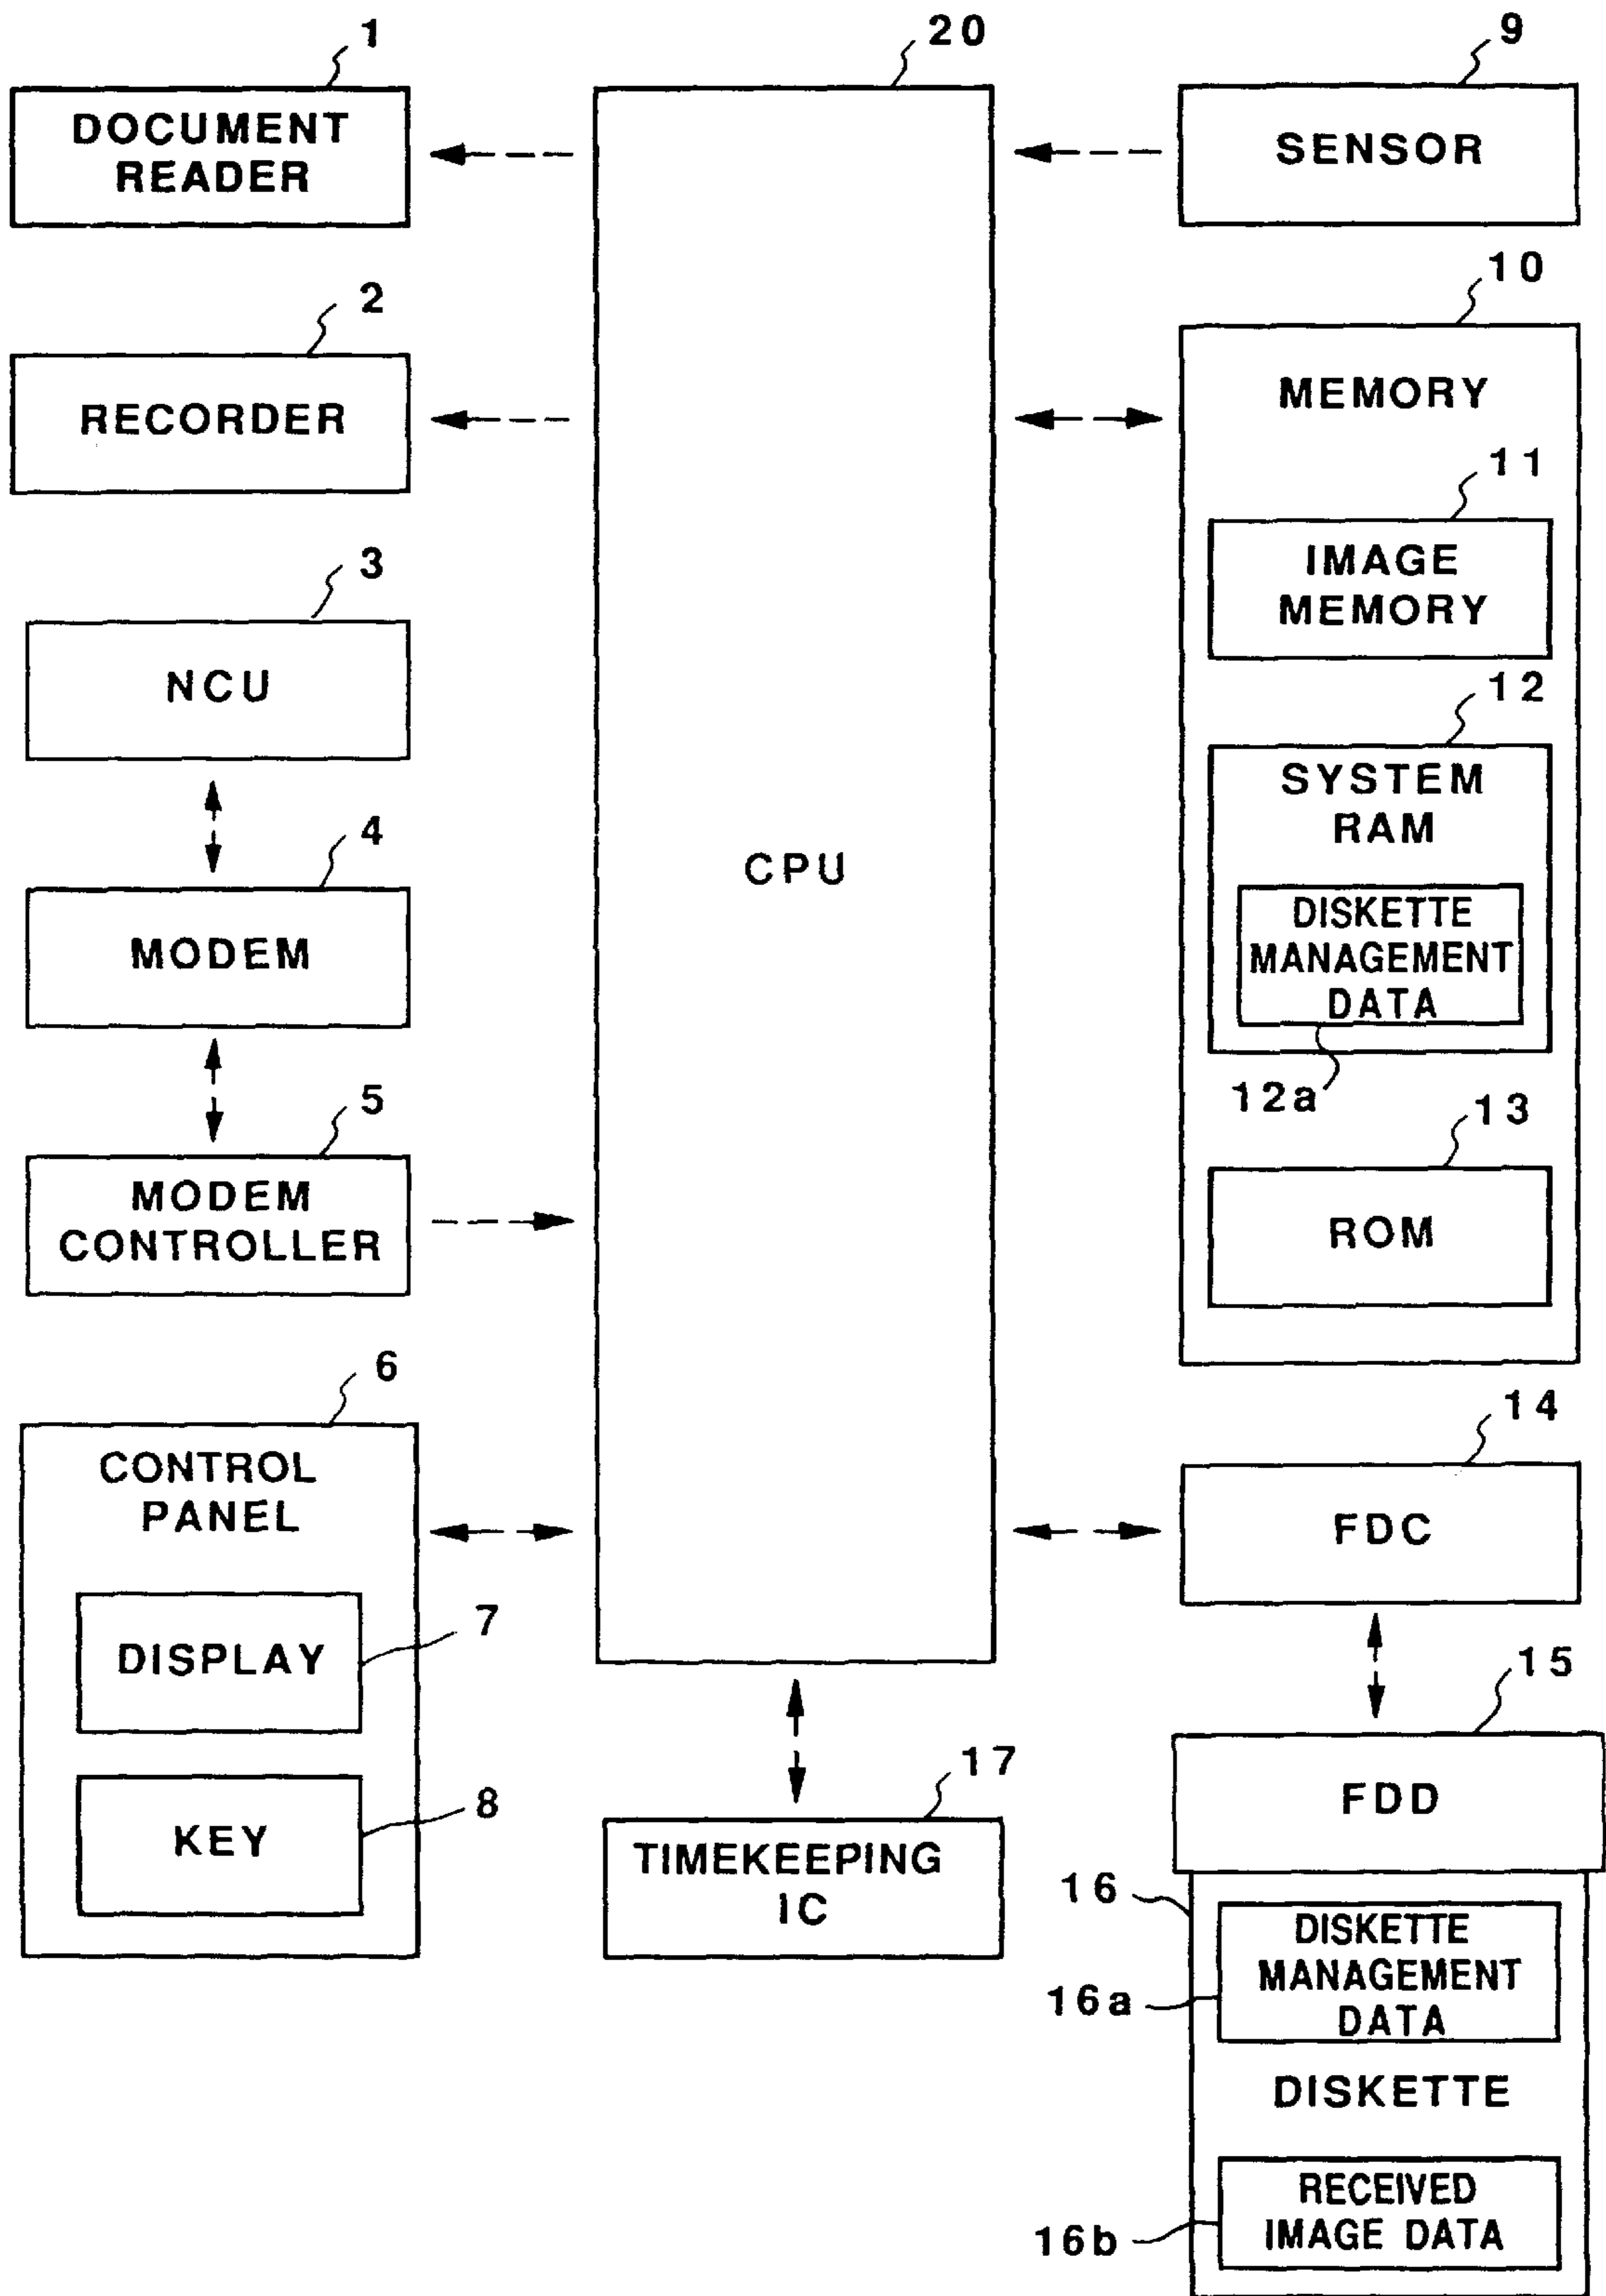 1
DOCUMENT
READER
2
RECORDER
3
NCU
4
MODEM
5
MODEM
CONTROLLER
6
CONTROL
PANEL
7
DISPLAY
8
KEY
20
CPU
17
TIMEKEEPING
IC
9
SENSOR
10
MEMORY
11
IMAGE
MEMORY
12
SYSTEM
RAM
DISKETTE
MANAGEMENT
DATA
12a
13
ROM
14
FDC
15
FDD
16
DISKETTE
MANAGEMENT
DATA
16a
DISKETTE
RECEIVED
IMAGE DATA
16b